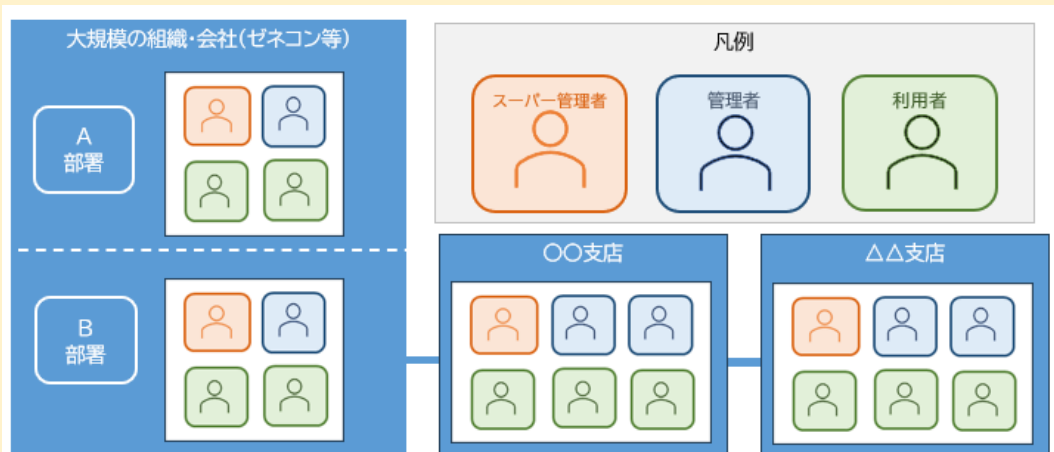 大規模の組織・会社(ゼネコン等)
A
部署
B
部署
凡例
スーパー管理者
管理者
利用者
〇〇支店
△△支店